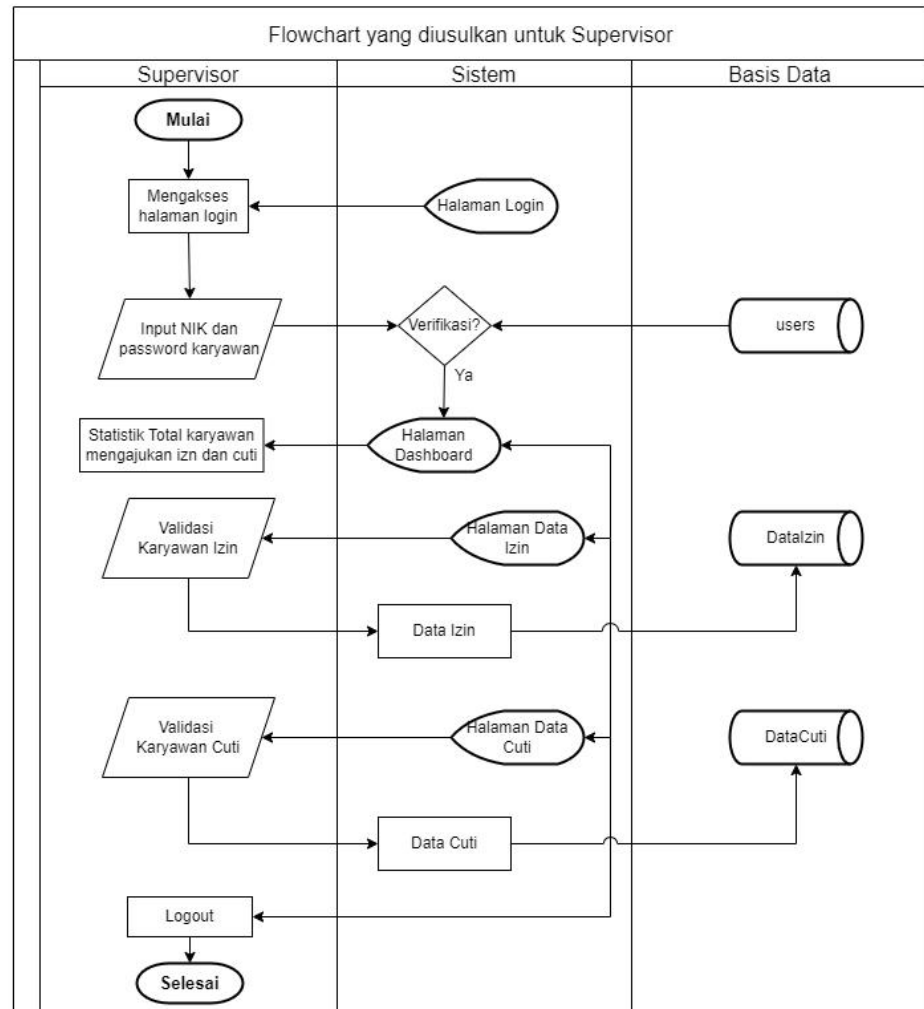 Flowchart yang diusulkan untuk Supervisor
Supervisor
Sistem
Basis Data
Mulai
Mengakses
halaman login
Halaman Login
Input NIK dan
password karyawan
Verifikasi?
users
Ya
Statistik Total karyawan
mengajukan izn dan cuti
Halaman
Dashboard
Validasi
Karyawan Izin
Halaman Data
Izin
DataIzin
Data Izin
Validasi
Karyawan Cuti
Halaman Data
Cuti
DataCuti
Data Cuti
Logout
Selesai